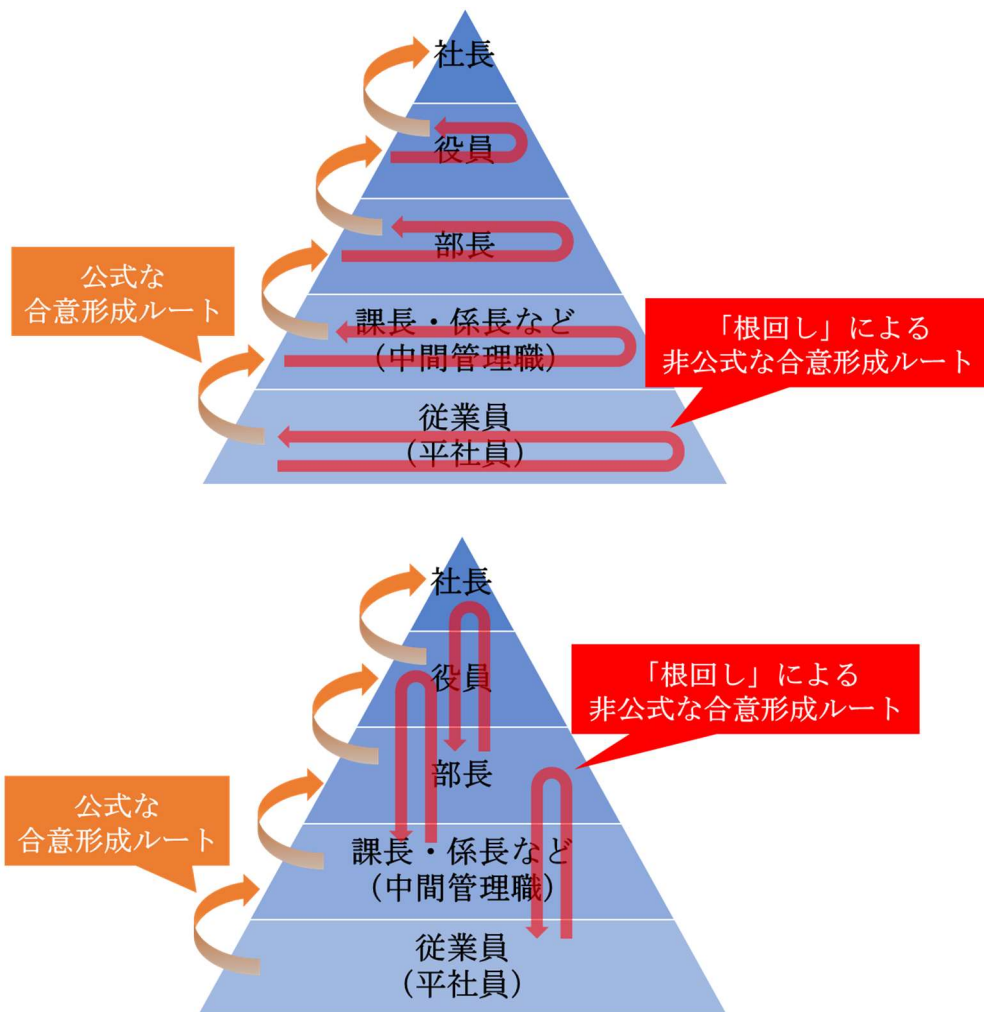 社長
役員
部長
公式な
合意形成ルート
課長・係長など
(中間管理職)
「根回し」による
非公式な合意形成ルート
従業員
(平社員)
社長
役員
「根回し」による
非公式な合意形成ルート
部長
公式な
合意形成ルート
課長・係長など
(中間管理職)
従業員
(平社員)